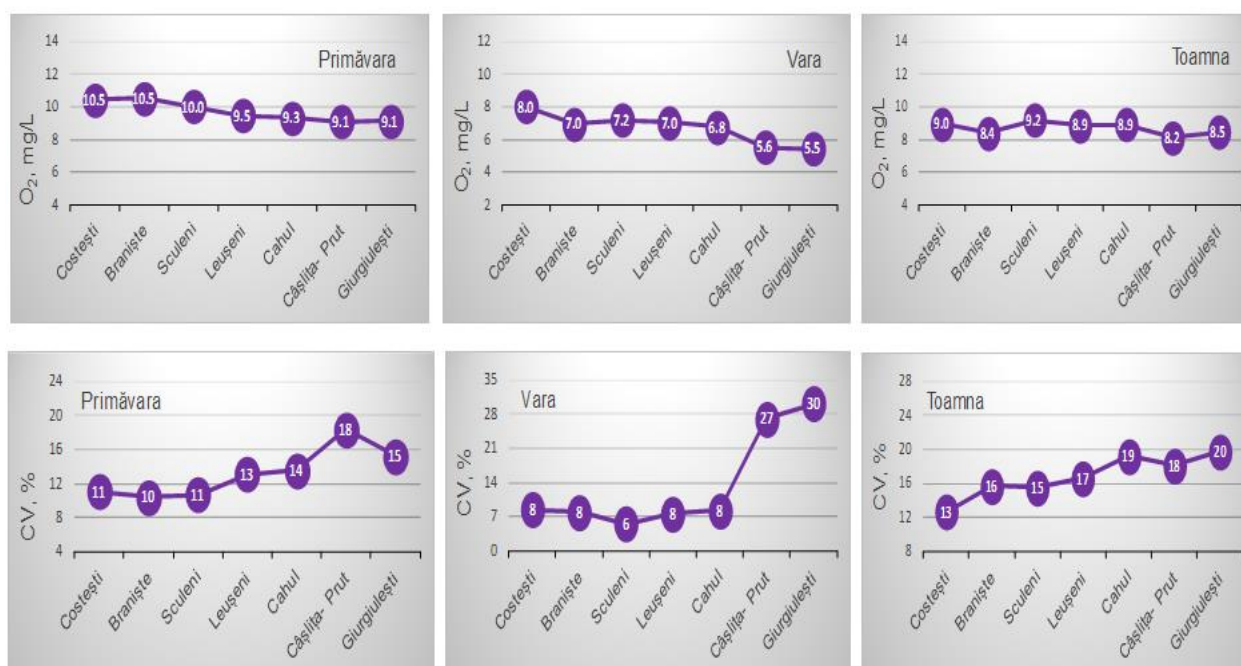 Primăvara
O₂, mg/L
14
12
10
8
6
4
10.5
10.5
10.0
9.5
9.3
9.1
9.1
Costești
Braniște
Sculeni
Leușeni
Cahul
Câșlița- Prut
Giurgiulești
Vara
O₂, mg/L
12
10
8
6
4
2
8.0
7.0
7.2
7.0
6.8
5.6
5.5
Costești
Braniște
Sculeni
Leușeni
Cahul
Câșlița- Prut
Giurgiulești
Toamna
O₂, mg/L
14
12
10
8
6
4
9.0
8.4
9.2
8.9
8.9
8.2
8.5
Costești
Braniște
Sculeni
Leușeni
Cahul
Câșlița- Prut
Giurgiulești
Primăvara
CV, %
24
20
16
12
8
4
11
10
11
13
14
18
15
Costești
Braniște
Sculeni
Leușeni
Cahul
Câșlița- Prut
Giurgiulești
Vara
CV, %
35
28
21
14
7
0
8
8
6
8
8
27
30
Costești
Braniște
Sculeni
Leușeni
Cahul
Câșlița- Prut
Giurgiulești
Toamna
CV, %
28
24
20
16
12
8
13
16
15
17
19
18
20
Costești
Braniște
Sculeni
Leușeni
Cahul
Câșlița- Prut
Giurgiulești